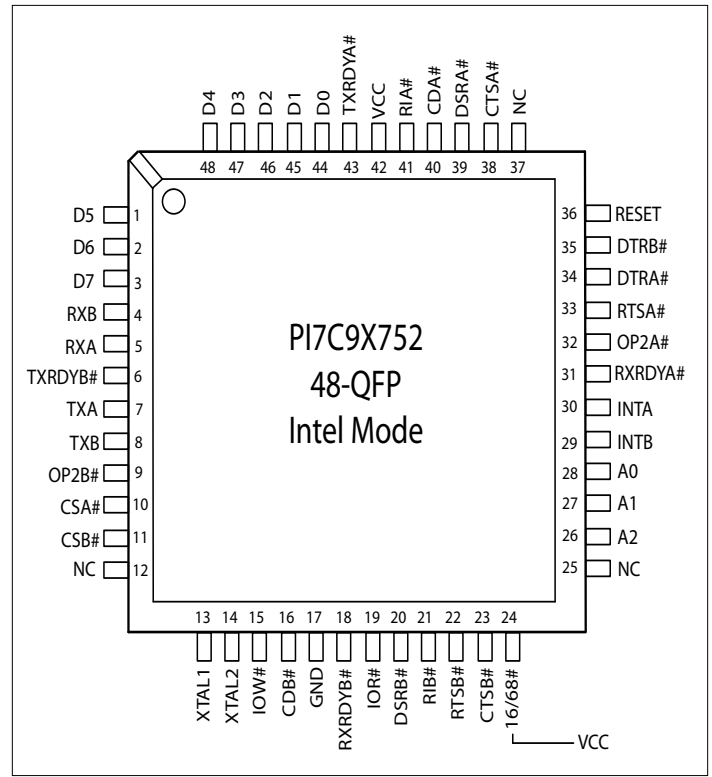 D4 D3 D2 D1 D0 TXRDYA# VCC RIA# CDA# DSRA# CTSA# NC
48 47 46 45 44 43 42 41 40 39 38 37
D5 1
D6 2
D7 3
RXB 4
RXA 5
TXRDYB# 6
TXA 7
TXB 8
OP2B# 9
CSA# 10
CSB# 11
NC 12
PI7C9X752
48-QFP
Intel Mode
36 RESET
35 DTRB#
34 DTRA#
33 RTSA#
32 OP2A#
31 RXRDYA#
30 INTA
29 INTB
28 A0
27 A1
26 A2
25 NC
13 14 15 16 17 18 19 20 21 22 23 24
XTAL1 XTAL2 IOW# CDB# GND RXRDYB# IOR# DSRB# RIB# RTSB# CTSB# 16/68#
VCC